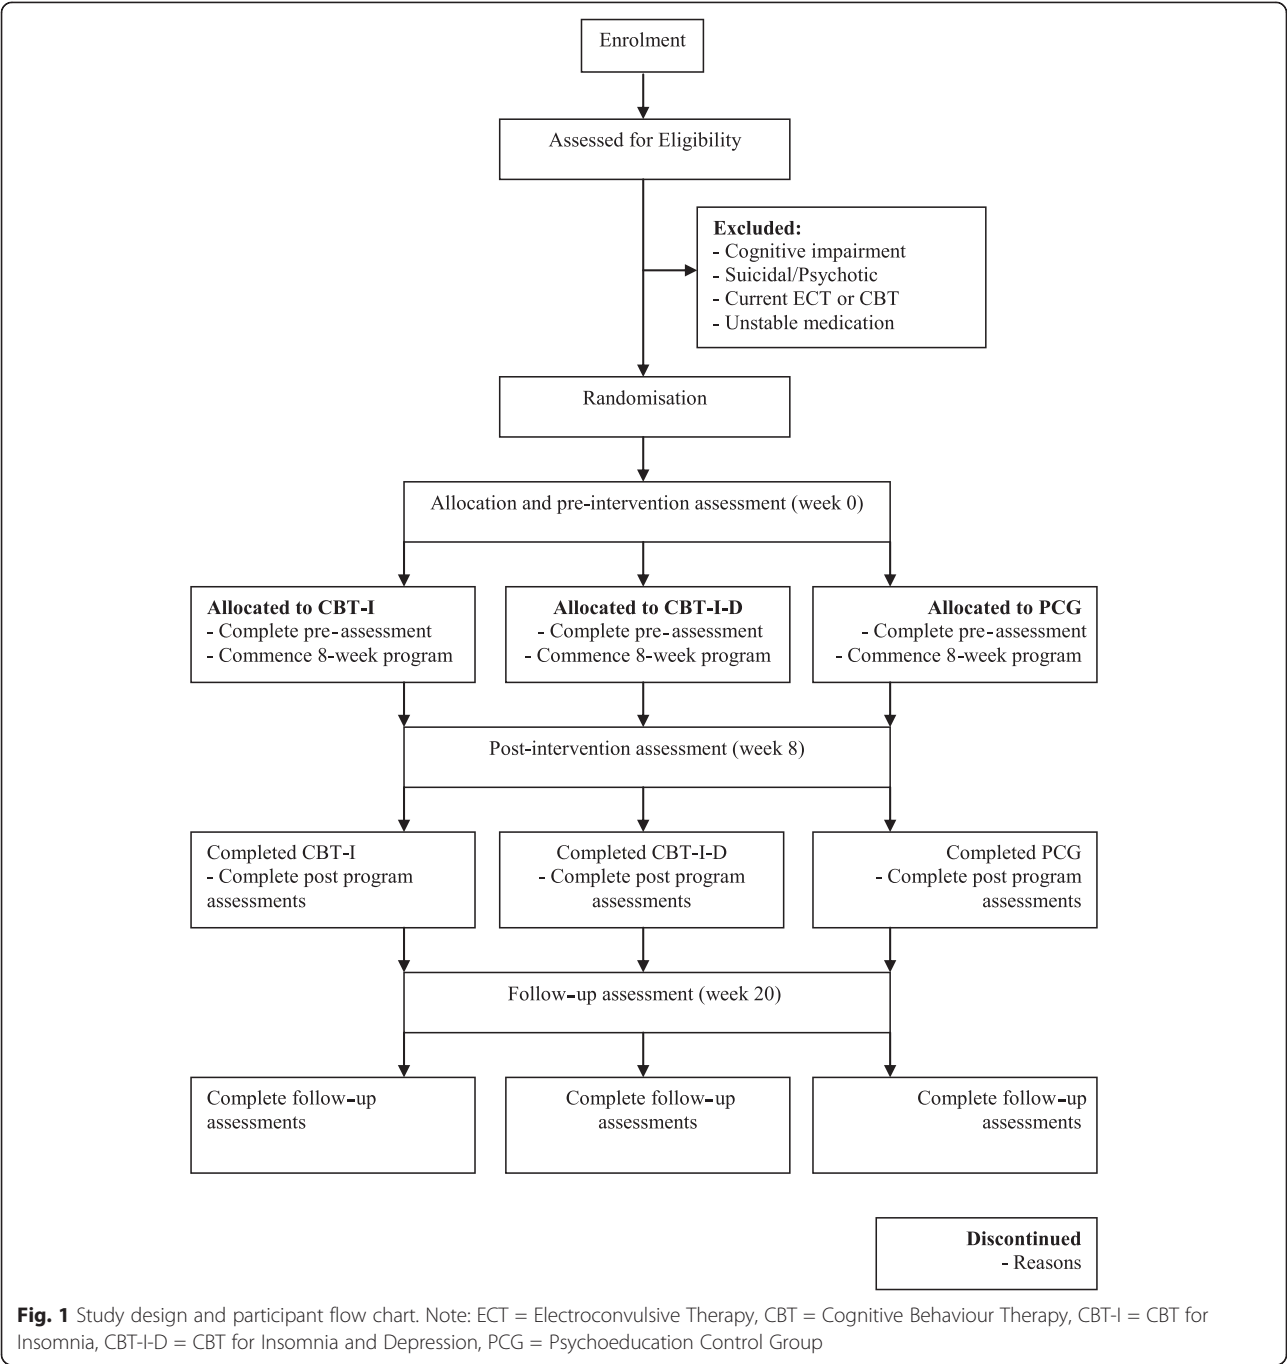 Enrolment
Assessed for Eligibility
Excluded:
- Cognitive impairment
- Suicidal/Psychotic
- Current ECT or CBT
- Unstable medication
Randomisation
Allocation and pre-intervention assessment (week 0)
Allocated to CBT-I
- Complete pre-assessment
- Commence 8-week program
Allocated to CBT-I-D
- Complete pre-assessment
- Commence 8-week program
Allocated to PCG
- Complete pre-assessment
- Commence 8-week program
Post-intervention assessment (week 8)
Completed CBT-I
- Complete post program
assessments
Completed CBT-I-D
- Complete post program
assessments
Completed PCG
- Complete post program
assessments
Follow-up assessment (week 20)
Complete follow-up
assessments
Complete follow-up
assessments
Complete follow-up
assessments
Discontinued
- Reasons
Fig. 1 Study design and participant flow chart. Note: ECT = Electroconvulsive Therapy, CBT = Cognitive Behaviour Therapy, CBT-I = CBT for
Insomnia, CBT-I-D = CBT for Insomnia and Depression, PCG = Psychoeducation Control Group